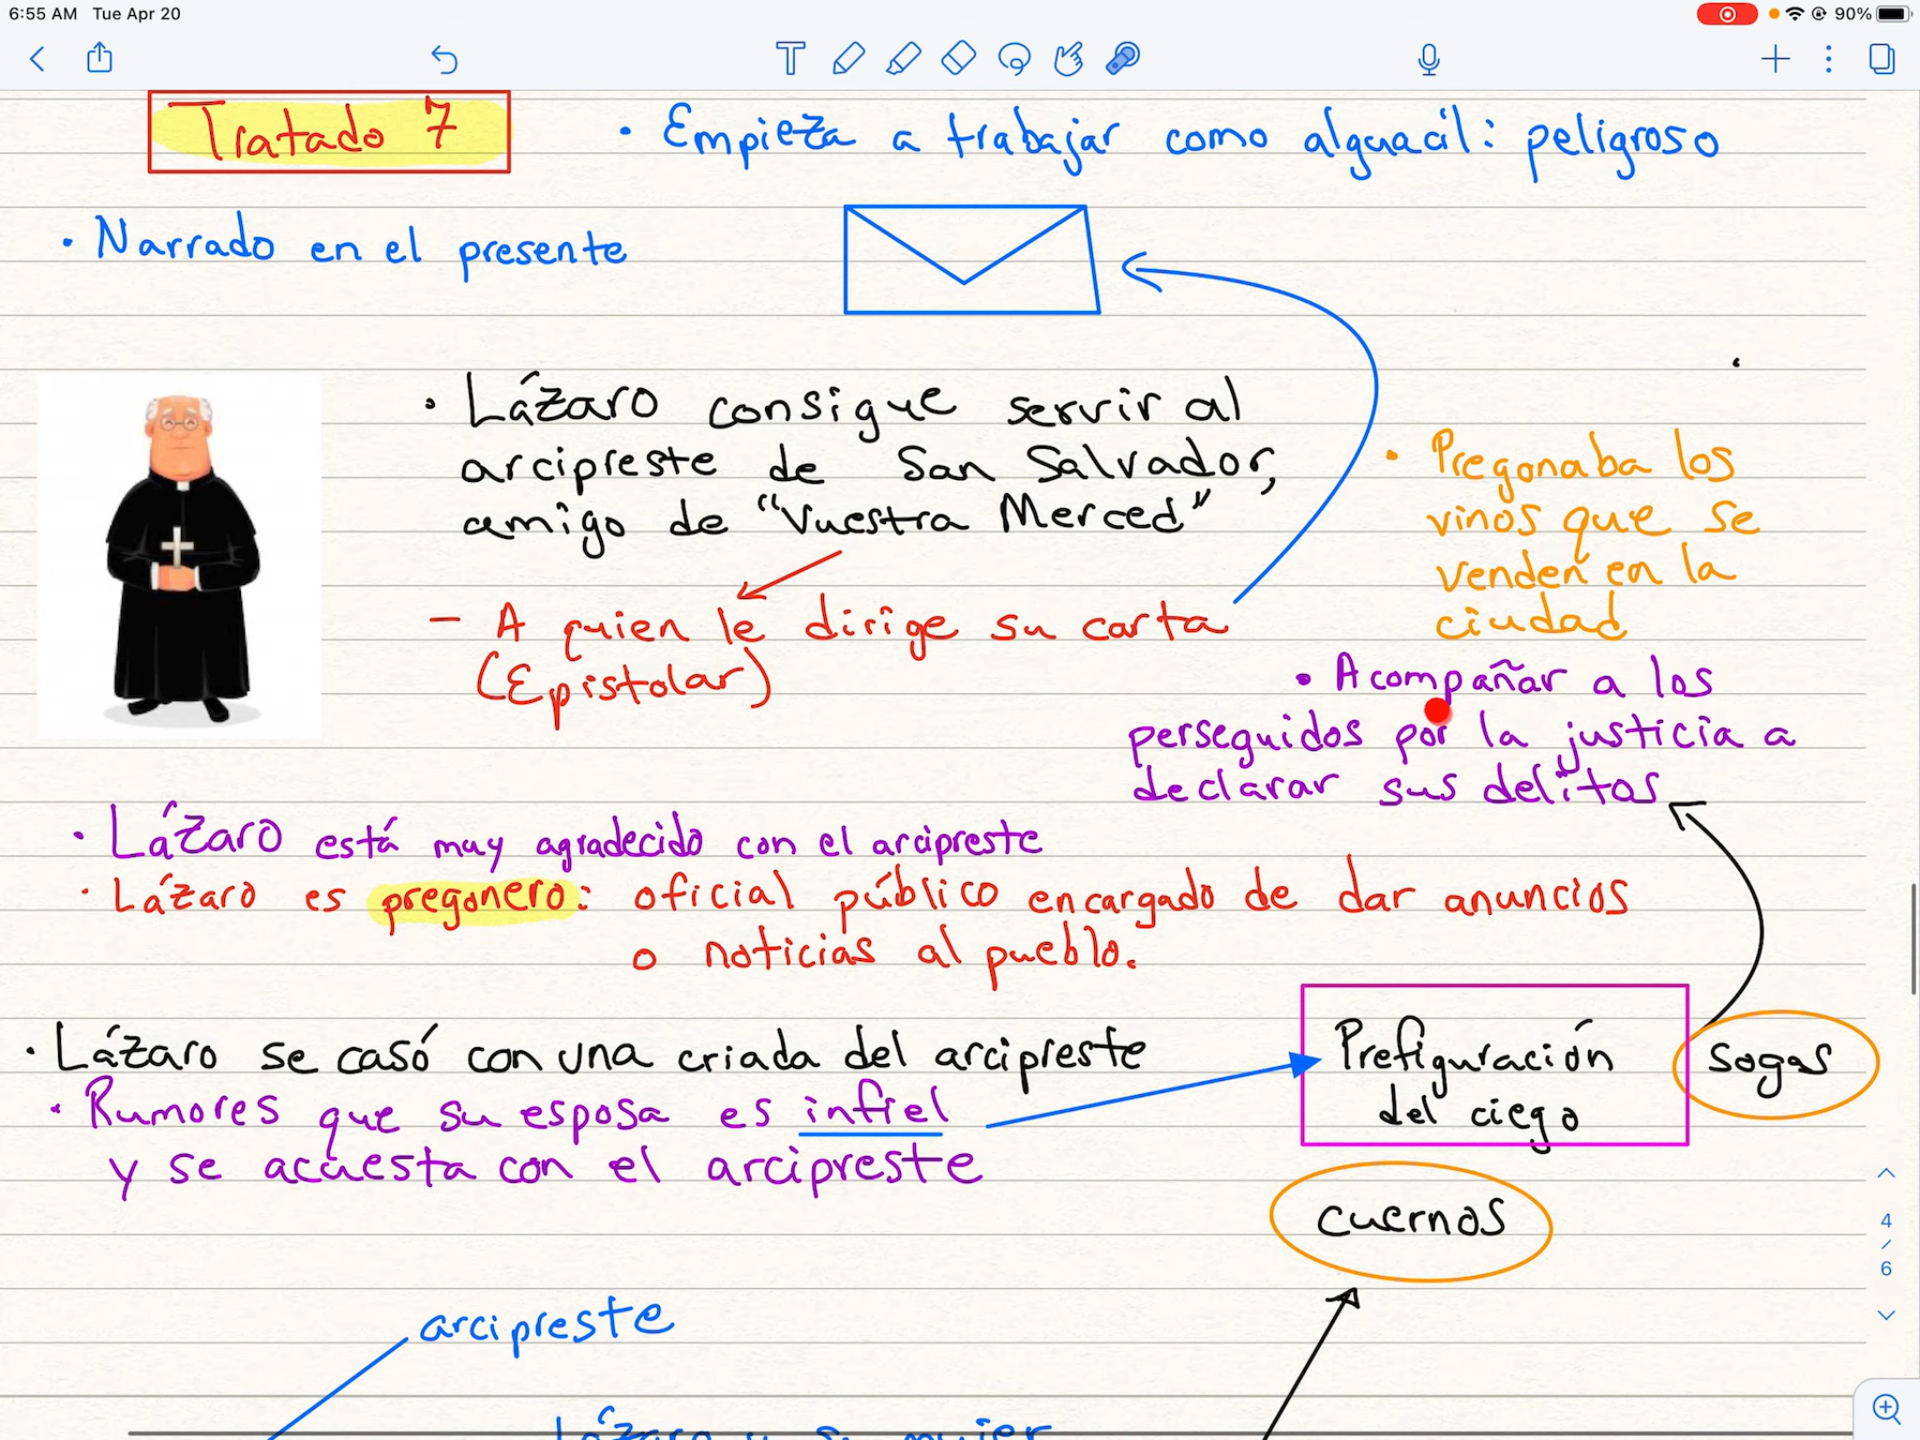 6:55 AM Tue Apr 20
90%
Tratado 7
• Empieza a trabajar como alguacil: peligroso
• Narrado en el presente
• Lázaro consigue servir al
arcipreste de San Salvador,
amigo de "Vuestra Merced"
- A quien le dirige su carta
(Epistolar)
• Pregonaba los
vinos que se
venden en la
ciudad
• Acompañar a los
perseguidos por la justicia a
declarar sus delitos
• Lázaro está muy agradecido con el arcipreste
• Lázaro es pregonero: oficial público encargado de dar anuncios
o noticias al pueblo.
• Lázaro se casó con una criada del arcipreste
• Rumores que su esposa es infiel
y se acuesta con el arcipreste
Prefiguración
del ciego
sogas
cuernos
arcipreste
Lázaro y su mujer
4
/
6